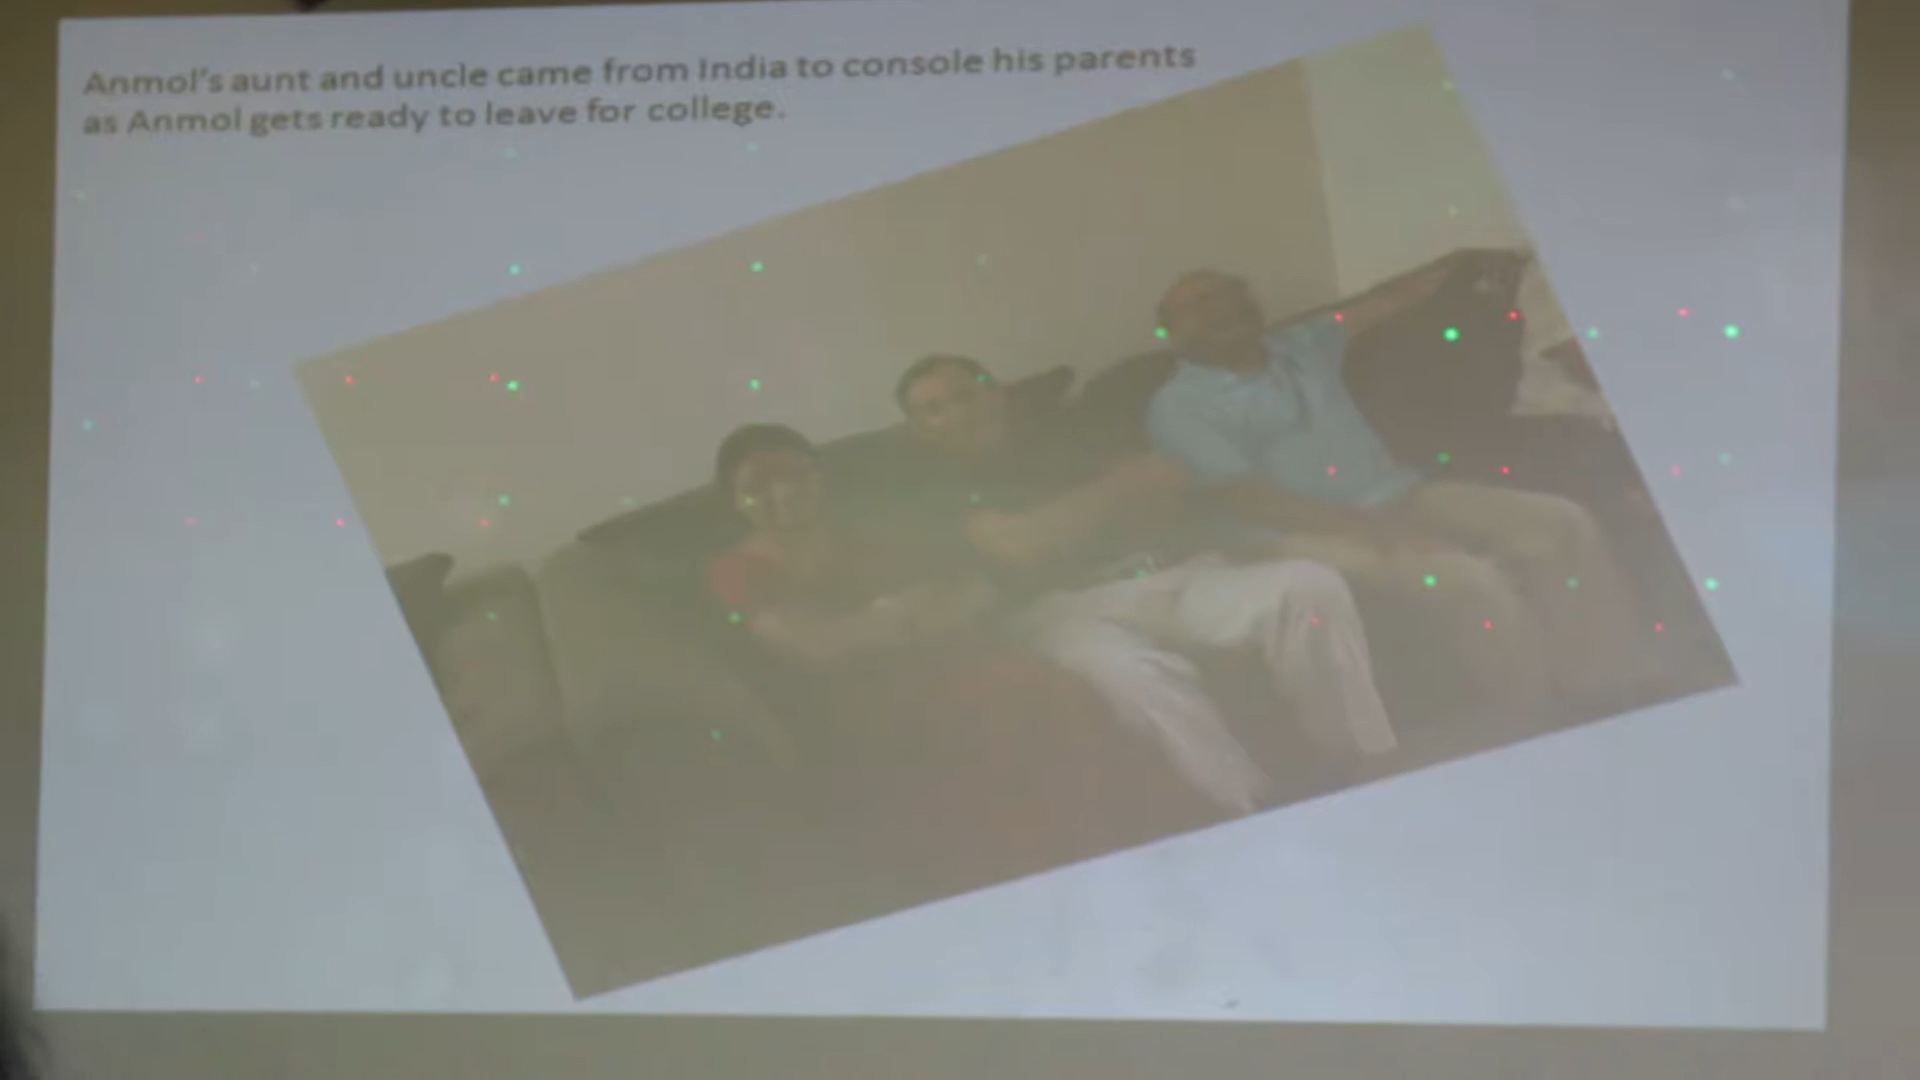 Anmol's aunt and uncle came from India to console his parents
as Anmol gets ready to leave for college.